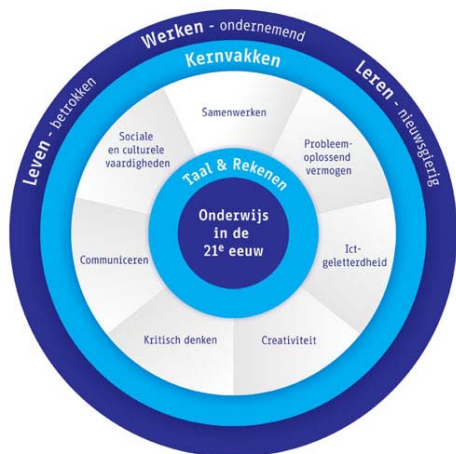 Leven - betrokken
Werken - ondernemend
Leren - nieuwsgierig
Kernvakken
Samenwerken
Probleem-
oplossend
vermogen
Ict-
geletterdheid
Creativiteit
Kritisch denken
Communiceren
Sociale
en culturele
vaardigheden
Taal & Rekenen
Onderwijs
in de
21e eeuw